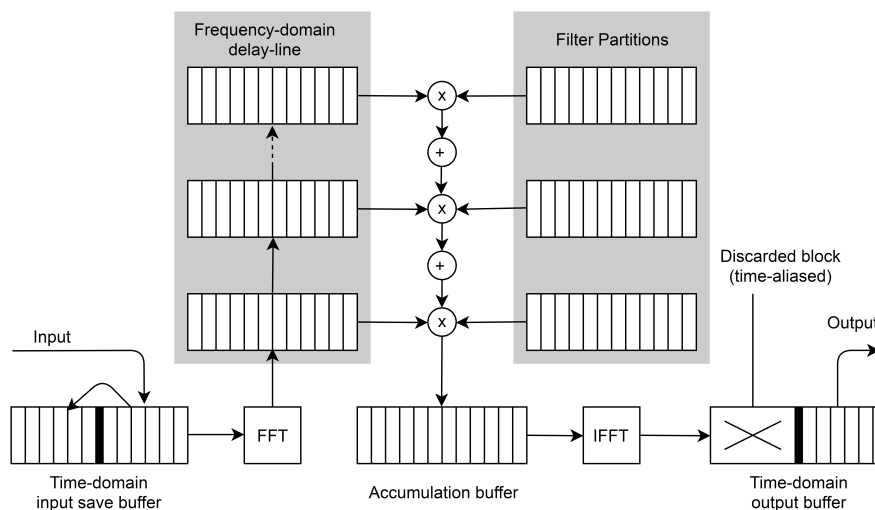 Frequency-domain
delay-line
Filter Partitions
x
+
x
+
x
Discarded block
(time-aliased)
Input
Output
FFT
IFFT
Time-domain
input save buffer
Accumulation buffer
Time-domain
output buffer